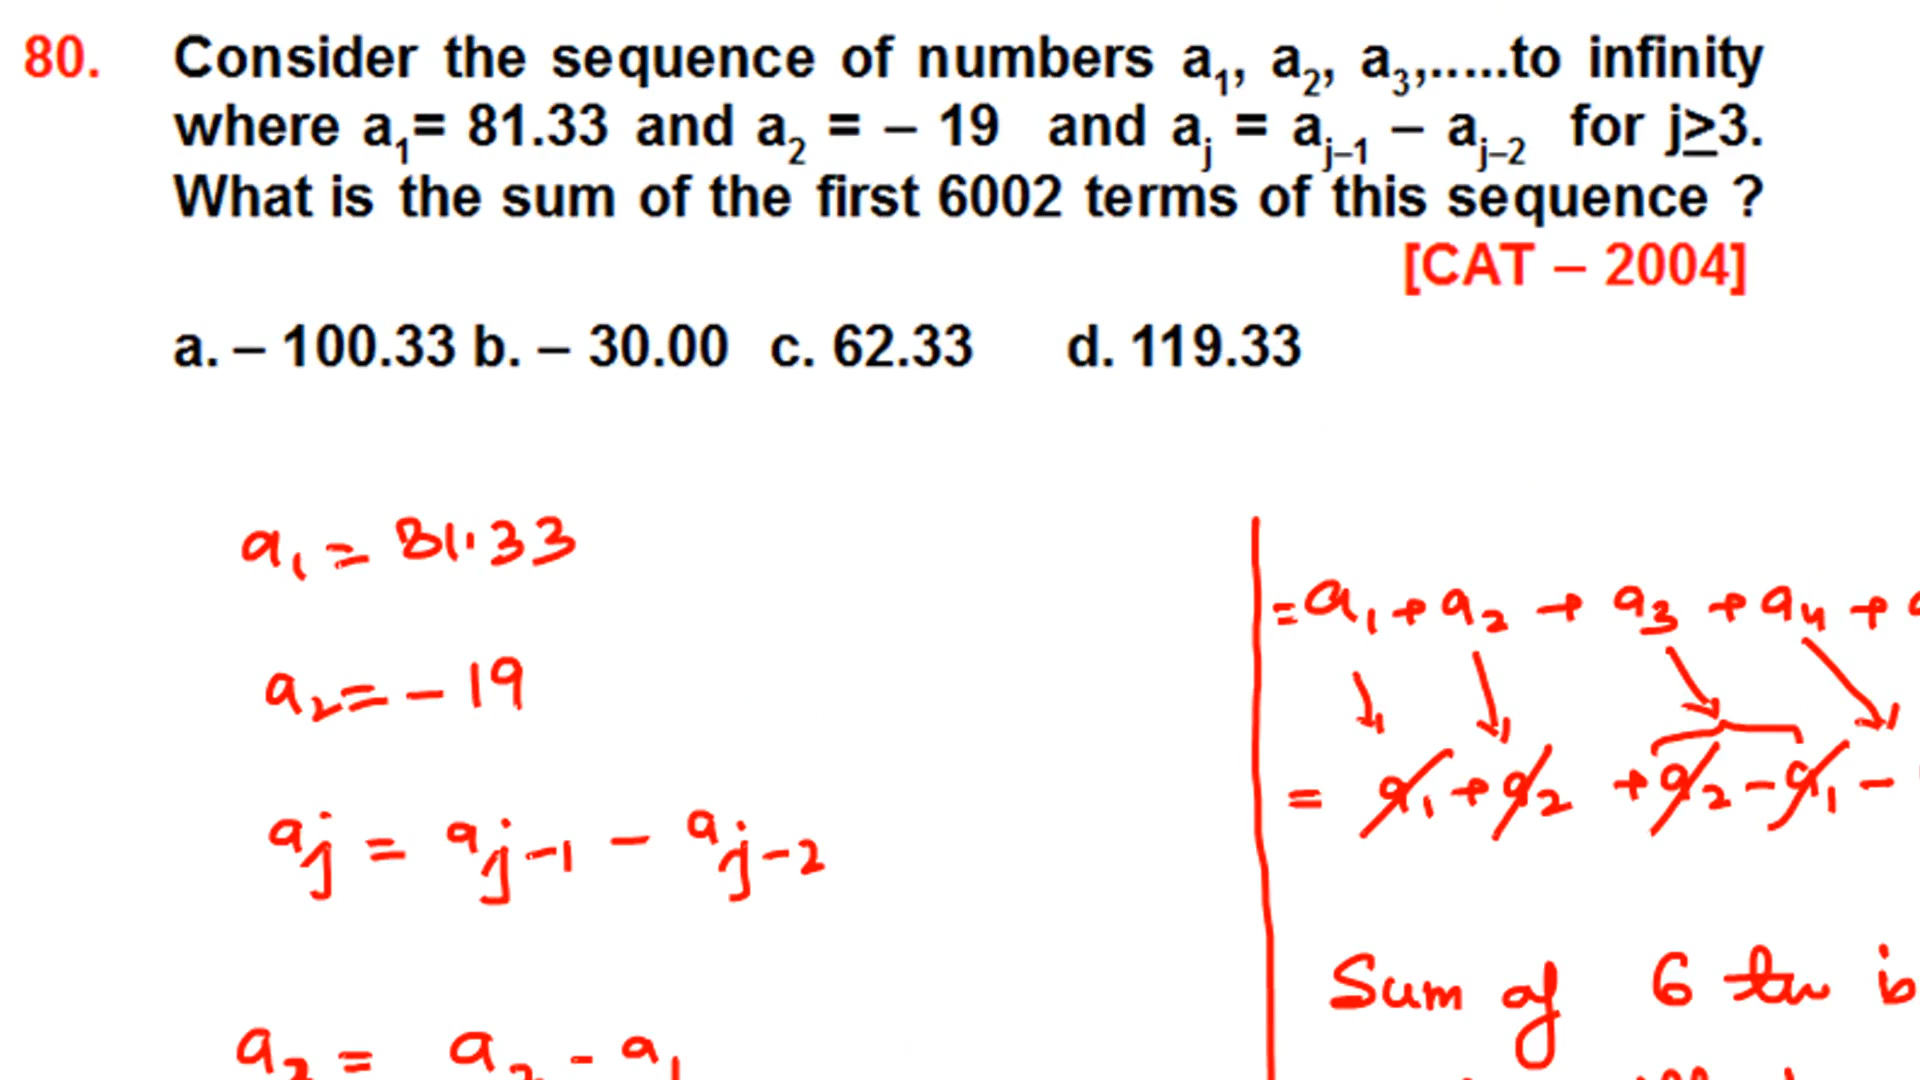 80. Consider the sequence of numbers a₁, a₂, a₃,.....to infinity
where a₁= 81.33 and a₂ = – 19 and aⱼ = aⱼ₋₁ – aⱼ₋₂ for j≥3.
What is the sum of the first 6002 terms of this sequence ?
[CAT – 2004]
a. – 100.33 b. – 30.00 c. 62.33 d. 119.33
a₁ = 81.33
a₂ = - 19
aⱼ = aⱼ₋₁ - aⱼ₋₂
= a₁ + a₂ + a₃ + a₄ +
= a₁ + a₂ + a₂ - a₁ -
Sum of 6